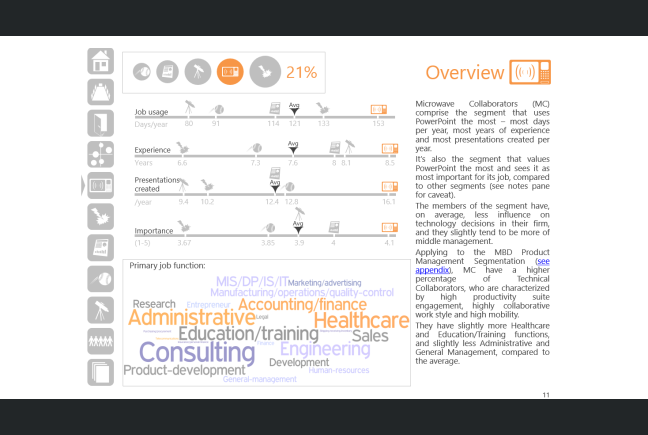 21%
Overview
Job usage
Days/year
80
91
114
Avg
121
133
153
Experience
Years
6.6
7.3
Avg
7.6
8
8.1
8.5
Presentations
created
/year
9.4
10.2
Avg
12.4
12.8
16.1
Importance
(1-5)
3.67
3.85
Avg
3.9
4
4.1
Primary job function:
MIS/DP/IS/IT
Marketing/advertising
Manufacturing/operations/quality-control
Research
Entrepreneur
Accounting/finance
Administrative
Legal
Healthcare
Education/training
Sales
Consulting
Engineering
Development
Product-development
Human-resources
General-management
Microwave Collaborators (MC)
comprise the segment that uses
PowerPoint the most – most days
per year, most years of experience
and most presentations created per
year.
It's also the segment that values
PowerPoint the most and sees it as
most important for its job, compared
to other segments (see notes pane
for caveat).
The members of the segment have,
on average, less influence on
technology decisions in their firm,
and they slightly tend to be more of
middle management.
Applying to the MBD Product
Management Segmentation (see
appendix), MC have a higher
percentage of Technical
Collaborators, who are characterized
by high productivity suite
engagement, highly collaborative
work style and high mobility.
They have slightly more Healthcare
and Education/Training functions,
and slightly less Administrative and
General Management, compared to
the average.
11